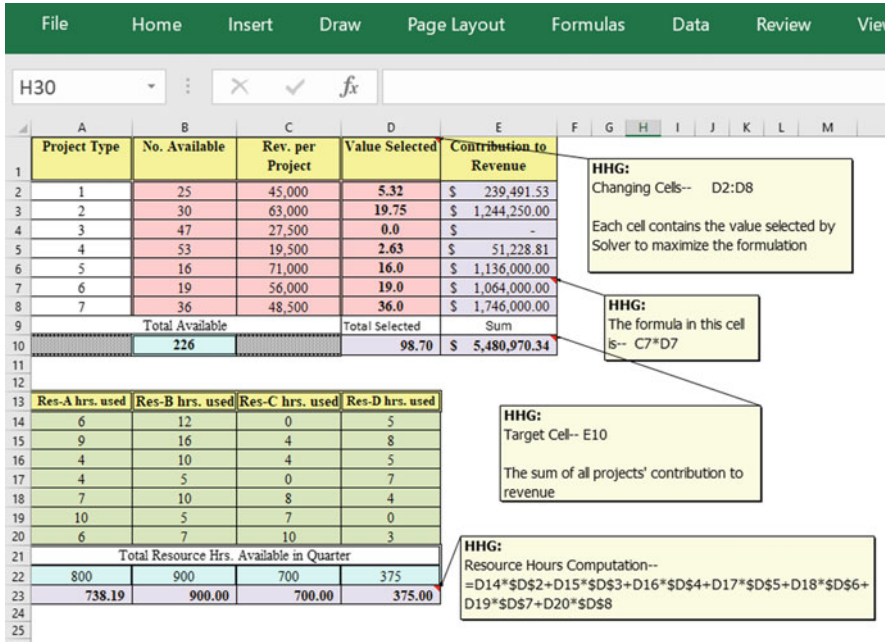 File Home Insert Draw Page Layout Formulas Data Review Vie
H30 fx
A B C D E F G H I J K L M
1 Project Type No. Available Rev. per Project Value Selected Contribution to Revenue
2 1 25 45,000 5.32 $ 239,491.53
3 2 30 63,000 19.75 $ 1,244,250.00
4 3 47 27,500 0.0 $ -
5 4 53 19,500 2.63 $ 51,228.81
6 5 16 71,000 16.0 $ 1,136,000.00
7 6 19 56,000 19.0 $ 1,064,000.00
8 7 36 48,500 36.0 $ 1,746,000.00
9 Total Available Total Selected Sum
10 226 98.70 $ 5,480,970.34
11
12
13 Res-A hrs. used Res-B hrs. used Res-C hrs. used Res-D hrs. used
14 6 12 0 5
15 9 16 4 8
16 4 10 4 5
17 4 5 0 7
18 7 10 8 4
19 10 5 7 0
20 6 7 10 3
21 Total Resource Hrs. Available in Quarter
22 800 900 700 375
23 738.19 900.00 700.00 375.00
24
25
HHG:
Changing Cells-- D2:D8
Each cell contains the value selected by
Solver to maximize the formulation
HHG:
The formula in this cell
is-- C7*D7
HHG:
Target Cell-- E10
The sum of all projects' contribution to
revenue
HHG:
Resource Hours Computation--
=D14*$D$2+D15*$D$3+D16*$D$4+D17*$D$5+D18*$D$6+
D19*$D$7+D20*$D$8